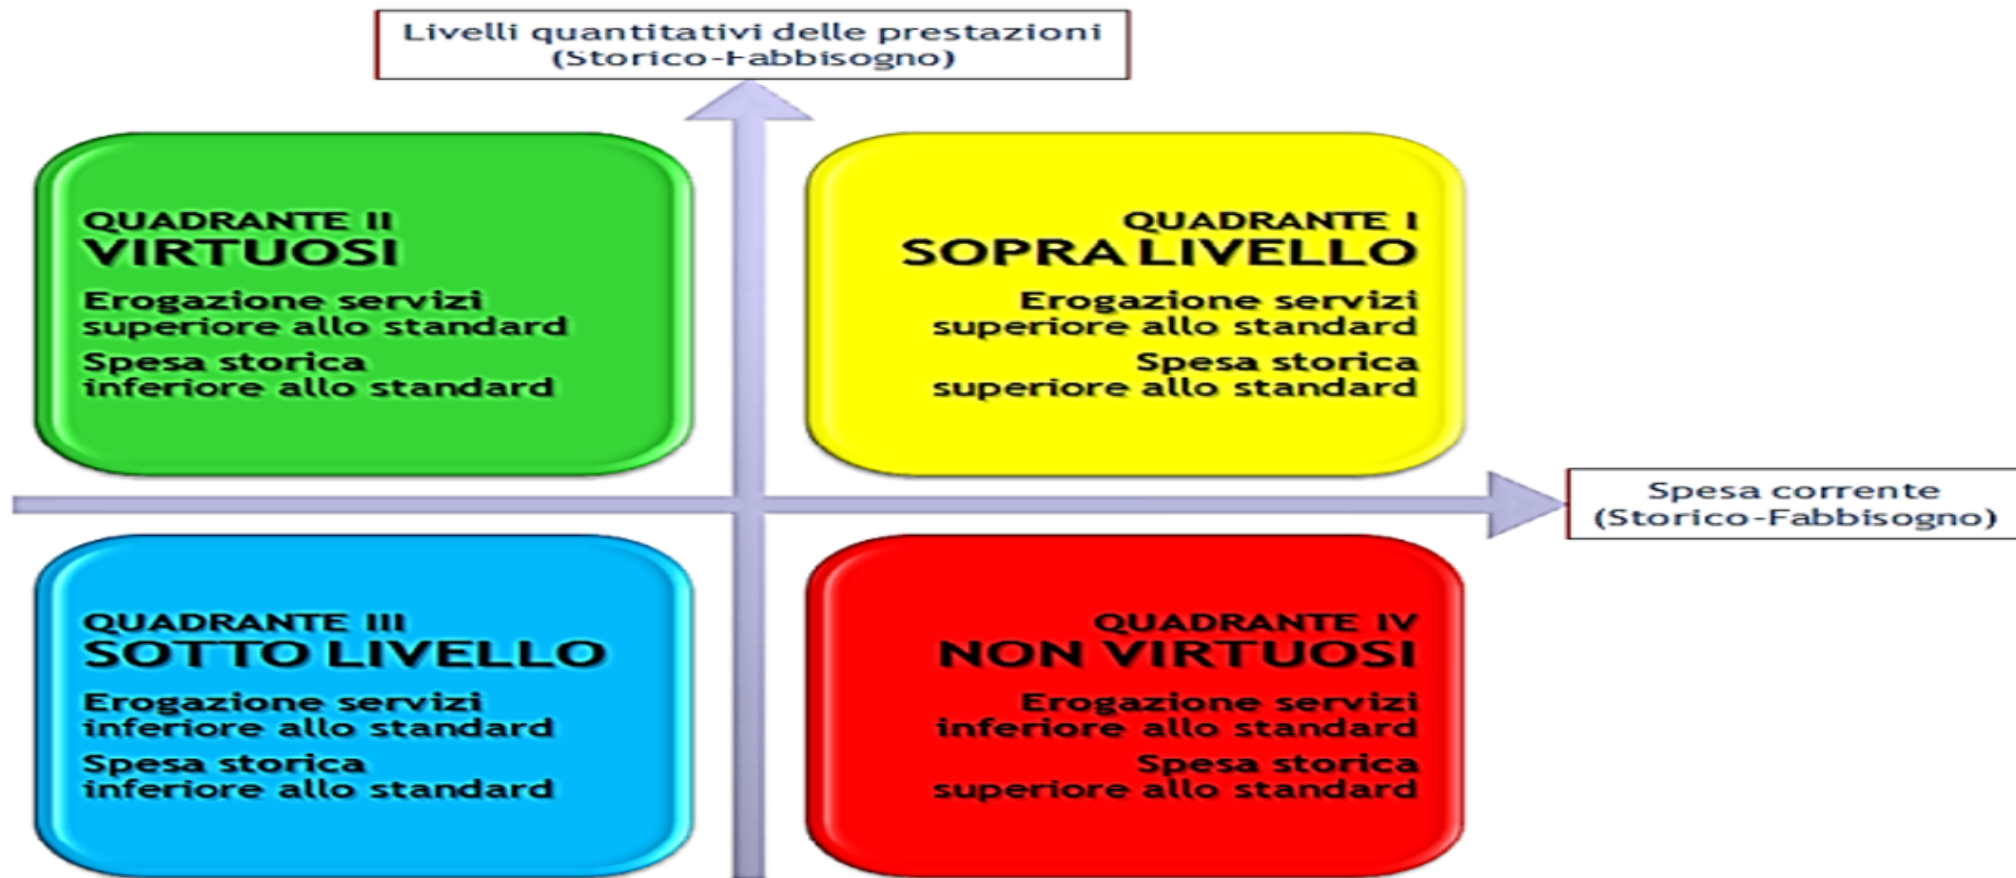 Livelli quantitativi delle prestazioni
(Storico-Fabbisogno)
QUADRANTE II
VIRTUOSI
Erogazione servizi
superiore allo standard
Spesa storica
inferiore allo standard
QUADRANTE I
SOPRA LIVELLO
Erogazione servizi
superiore allo standard
Spesa storica
superiore allo standard
Spesa corrente
(Storico-Fabbisogno)
QUADRANTE III
SOTTO LIVELLO
Erogazione servizi
inferiore allo standard
Spesa storica
inferiore allo standard
QUADRANTE IV
NON VIRTUOSI
Erogazione servizi
inferiore allo standard
Spesa storica
superiore allo standard